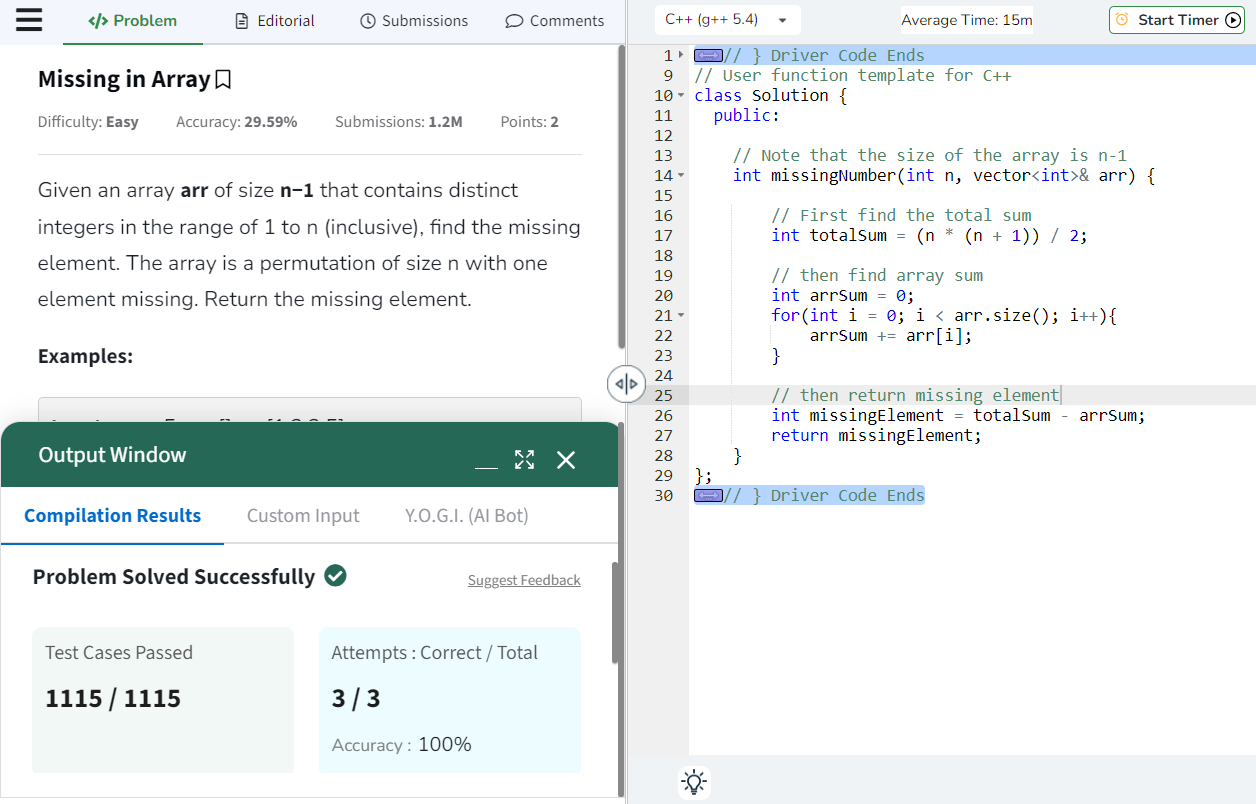 Problem
Editorial
Submissions
Comments
Missing in Array
Difficulty: Easy Accuracy: 29.59% Submissions: 1.2M Points: 2
Given an array arr of size n−1 that contains distinct
integers in the range of 1 to n (inclusive), find the missing
element. The array is a permutation of size n with one
element missing. Return the missing element.
Examples:
Output Window
Compilation Results
Custom Input
Y.O.G.I. (AI Bot)
Problem Solved Successfully
Suggest Feedback
Test Cases Passed
1115 / 1115
Attempts : Correct / Total
3 / 3
Accuracy : 100%
C++ (g++ 5.4)
Average Time: 15m
Start Timer
1 // } Driver Code Ends
9 // User function template for C++
10 class Solution {
11 public:
12
13 // Note that the size of the array is n-1
14 int missingNumber(int n, vector<int>& arr) {
15
16 // First find the total sum
17 int totalSum = (n * (n + 1)) / 2;
18
19 // then find array sum
20 int arrSum = 0;
21 for(int i = 0; i < arr.size(); i++){
22 arrSum += arr[i];
23 }
24
25 // then return missing element
26 int missingElement = totalSum - arrSum;
27 return missingElement;
28 }
29 };
30 // } Driver Code Ends